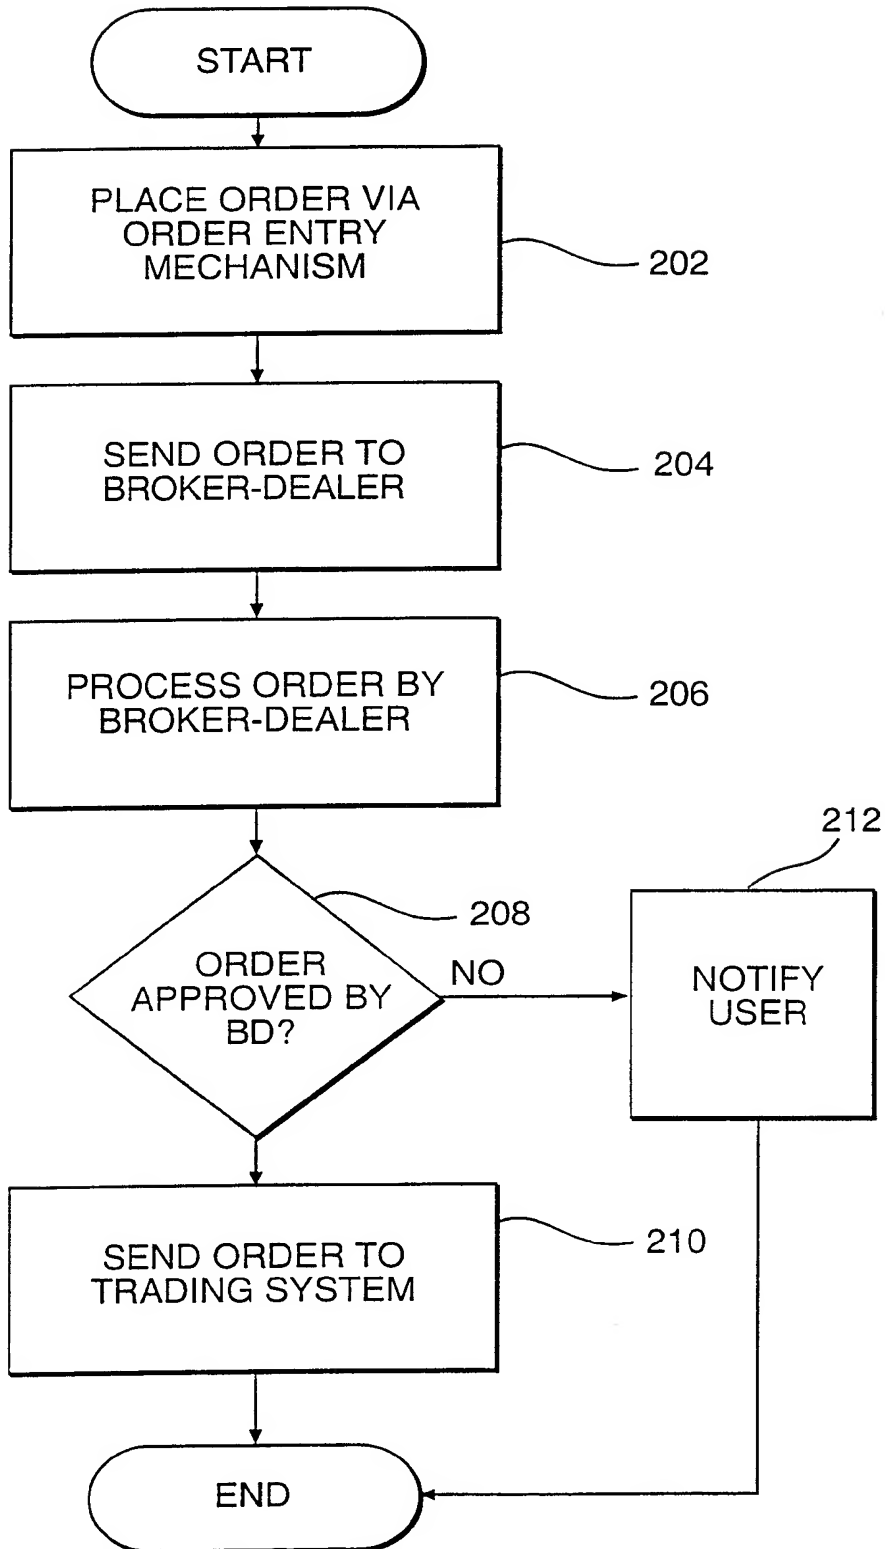 START
PLACE ORDER VIA
ORDER ENTRY
MECHANISM
202
SEND ORDER TO
BROKER-DEALER
204
PROCESS ORDER BY
BROKER-DEALER
206
212
208
ORDER
APPROVED BY
BD?
NO
NOTIFY
USER
SEND ORDER TO
TRADING SYSTEM
210
END